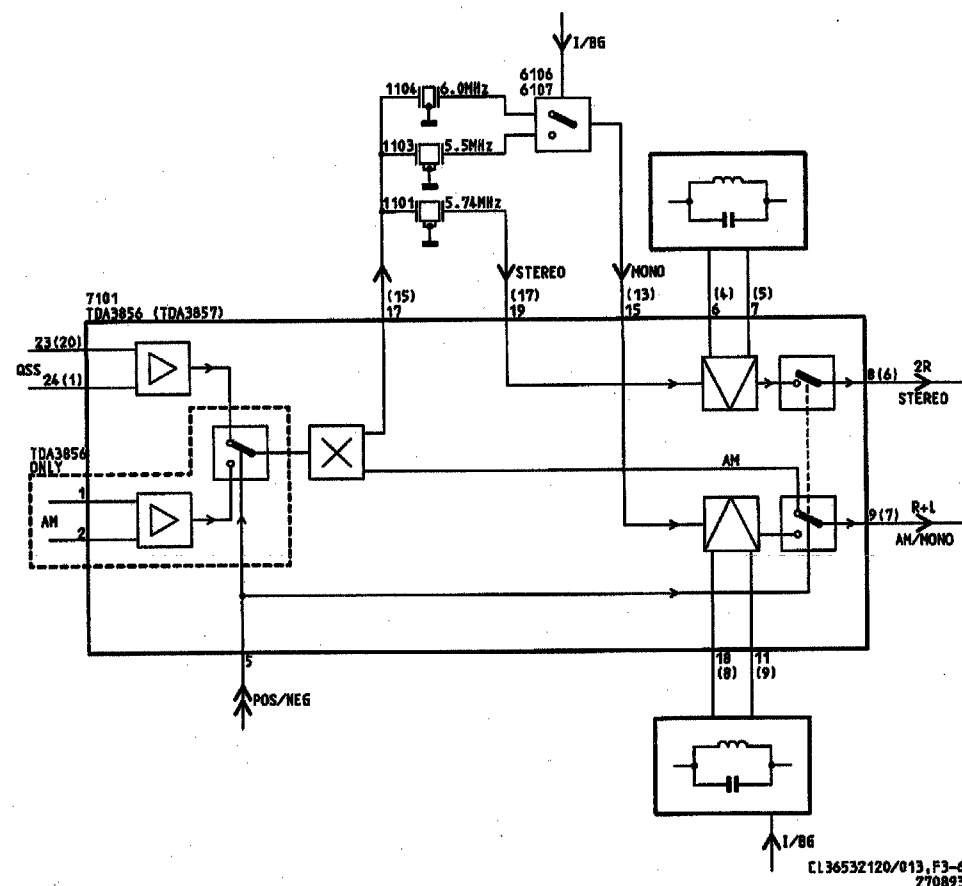 I/BG
6106
6107
1104 6.0MHz
1103 5.5MHz
1101 5.74MHz
STEREO
MONO
7101
TDA3856 (TDA3857)
(15)
17
(17)
19
(13)
15
(4)
6
(5)
7
23(20)
QSS
24(1)
8(6)
2R
STEREO
TDA3856
ONLY
AM
1
AM
2
9(7)
R+L
AM/MONO
5
POS/NEG
10
(8)
11
(9)
I/BG
CL36532120/013,F3-6
270893